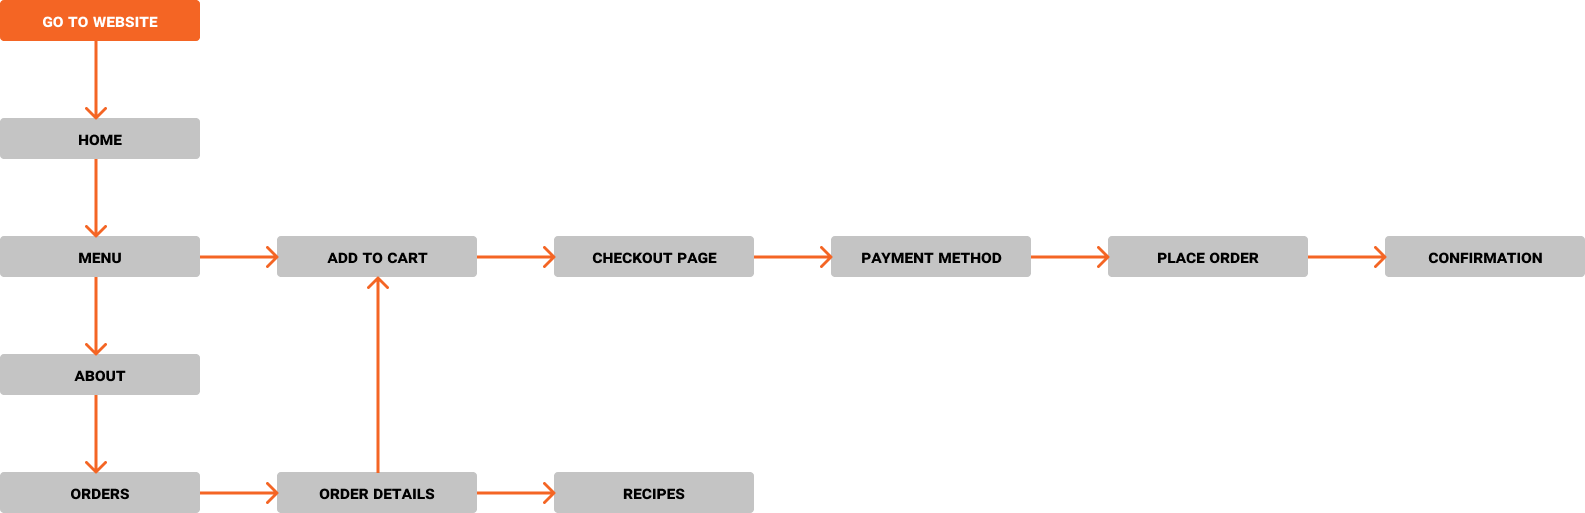 GO TO WEBSITE
HOME
MENU
ADD TO CART
CHECKOUT PAGE
PAYMENT METHOD
PLACE ORDER
CONFIRMATION
ABOUT
ORDERS
ORDER DETAILS
RECIPES